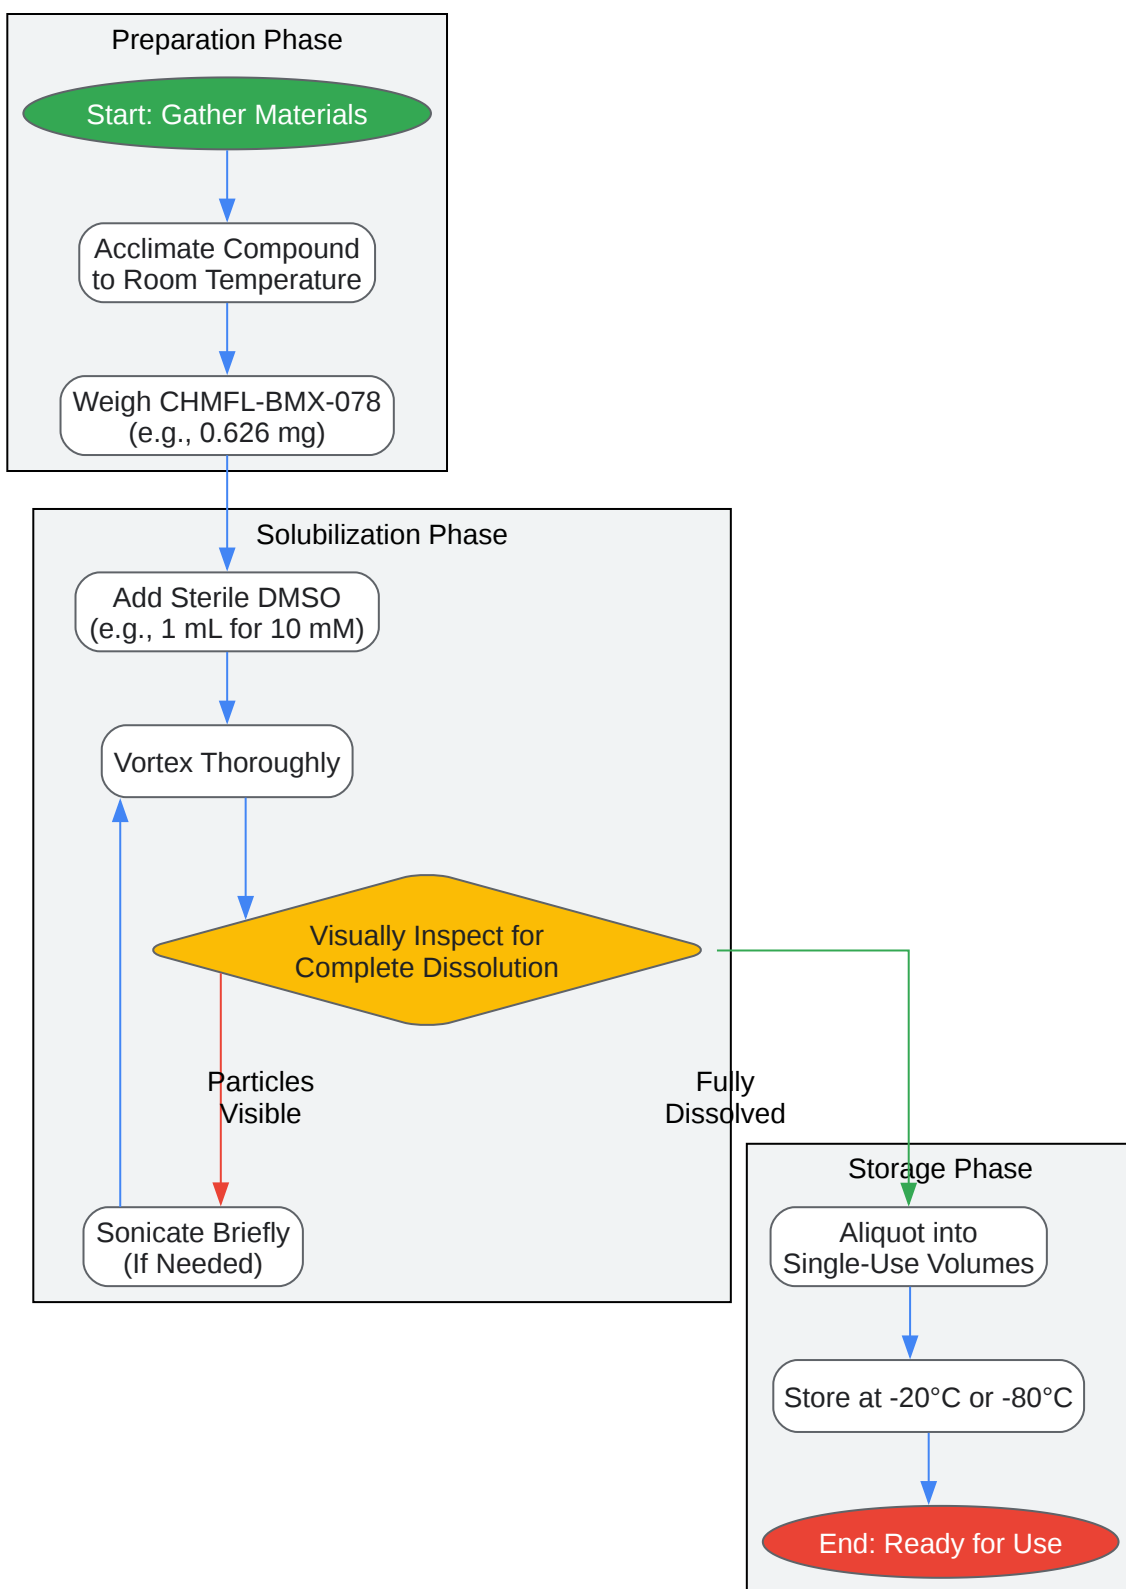 Preparation Phase
Start: Gather Materials
Acclimate Compound
to Room Temperature
Weigh CHMFL-BMX-078
(e.g., 0.626 mg)
Solubilization Phase
Add Sterile DMSO
(e.g., 1 mL for 10 mM)
Vortex Thoroughly
Visually Inspect for
Complete Dissolution
Particles
Visible
Fully
Dissolved
Sonicate Briefly
(If Needed)
Storage Phase
Aliquot into
Single-Use Volumes
Store at -20°C or -80°C
End: Ready for Use